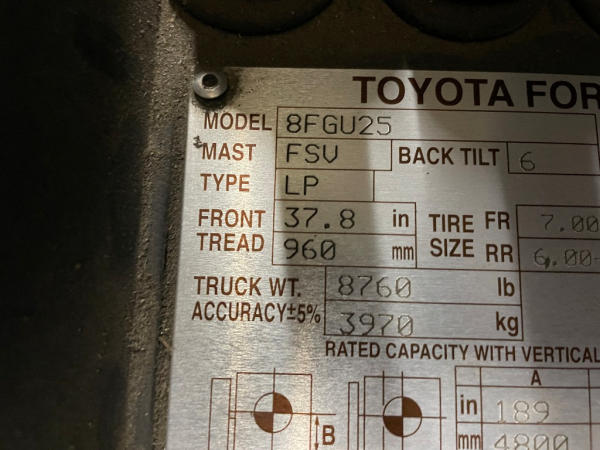 TOYOTA FOR
MODEL 8FGU25
*MAST FSV BACK TILT 6
TYPE LP
FRONT TREAD 37.8 in TIRE SIZE FR 7.00
960 mm RR 6.00-
TRUCK WT. 8760 lb
ACCURACY±5% 3970 kg
RATED CAPACITY WITH VERTICAL
A
in 189
B
mm 4800